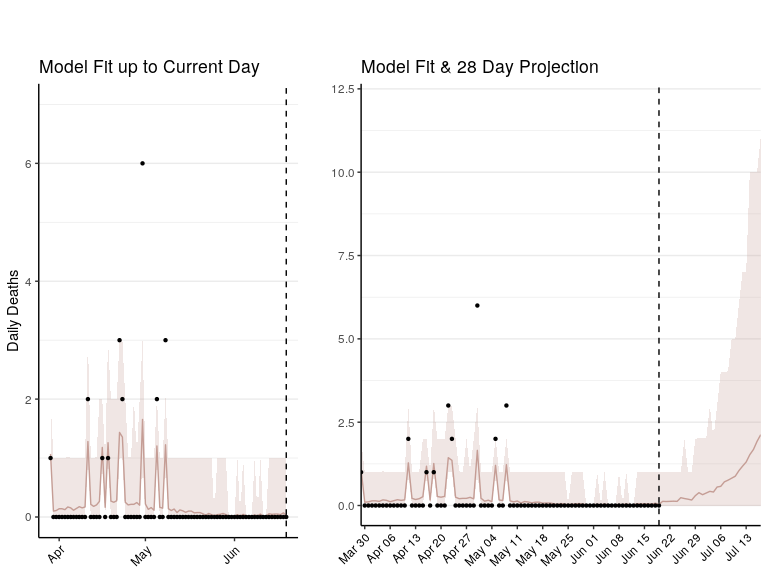 Model Fit up to Current Day
Daily Deaths
6
4
2
0
Apr
May
Jun
Model Fit & 28 Day Projection
12.5
10.0
7.5
5.0
2.5
0.0
Mar 30
Apr 06
Apr 13
Apr 20
Apr 27
May 04
May 11
May 18
May 25
Jun 01
Jun 08
Jun 15
Jun 22
Jun 29
Jul 06
Jul 13